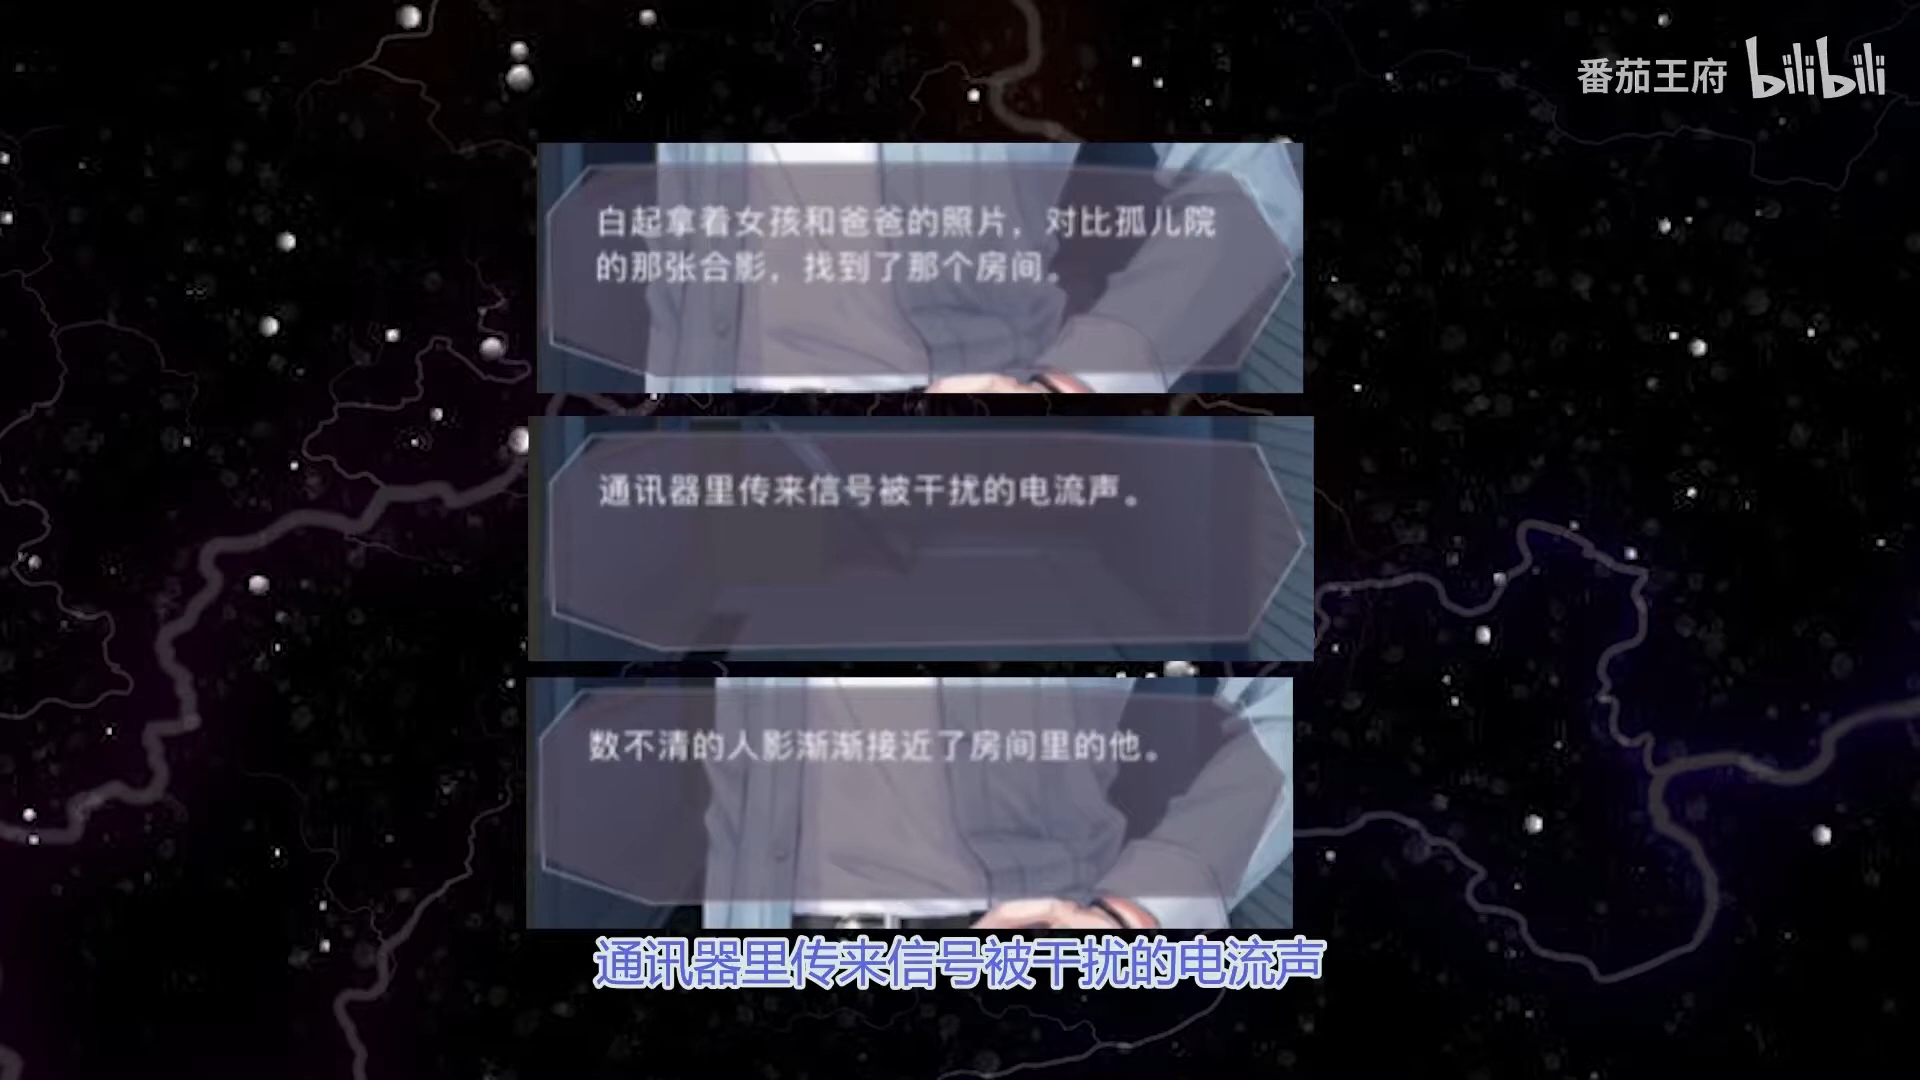 番茄王府 bilibili
白起拿着女孩和爸爸的照片，对比孤儿院
的那张合影，找到了那个房间。
通讯器里传来信号被干扰的电流声。
数不清的人影渐渐接近了房间里的他。
通讯器里传来信号被干扰的电流声